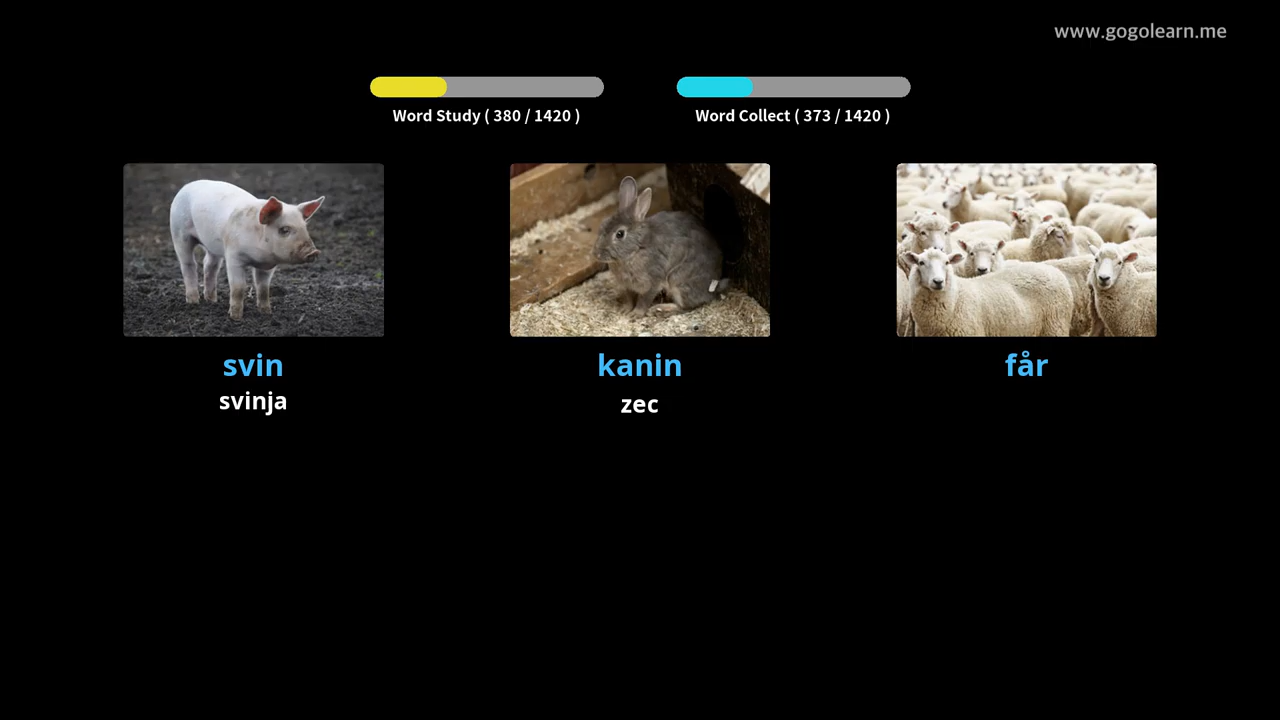 www.gogolearn.me
Word Study ( 380 / 1420 )
Word Collect ( 373 / 1420 )
svin
kanin
får
svinja
zec